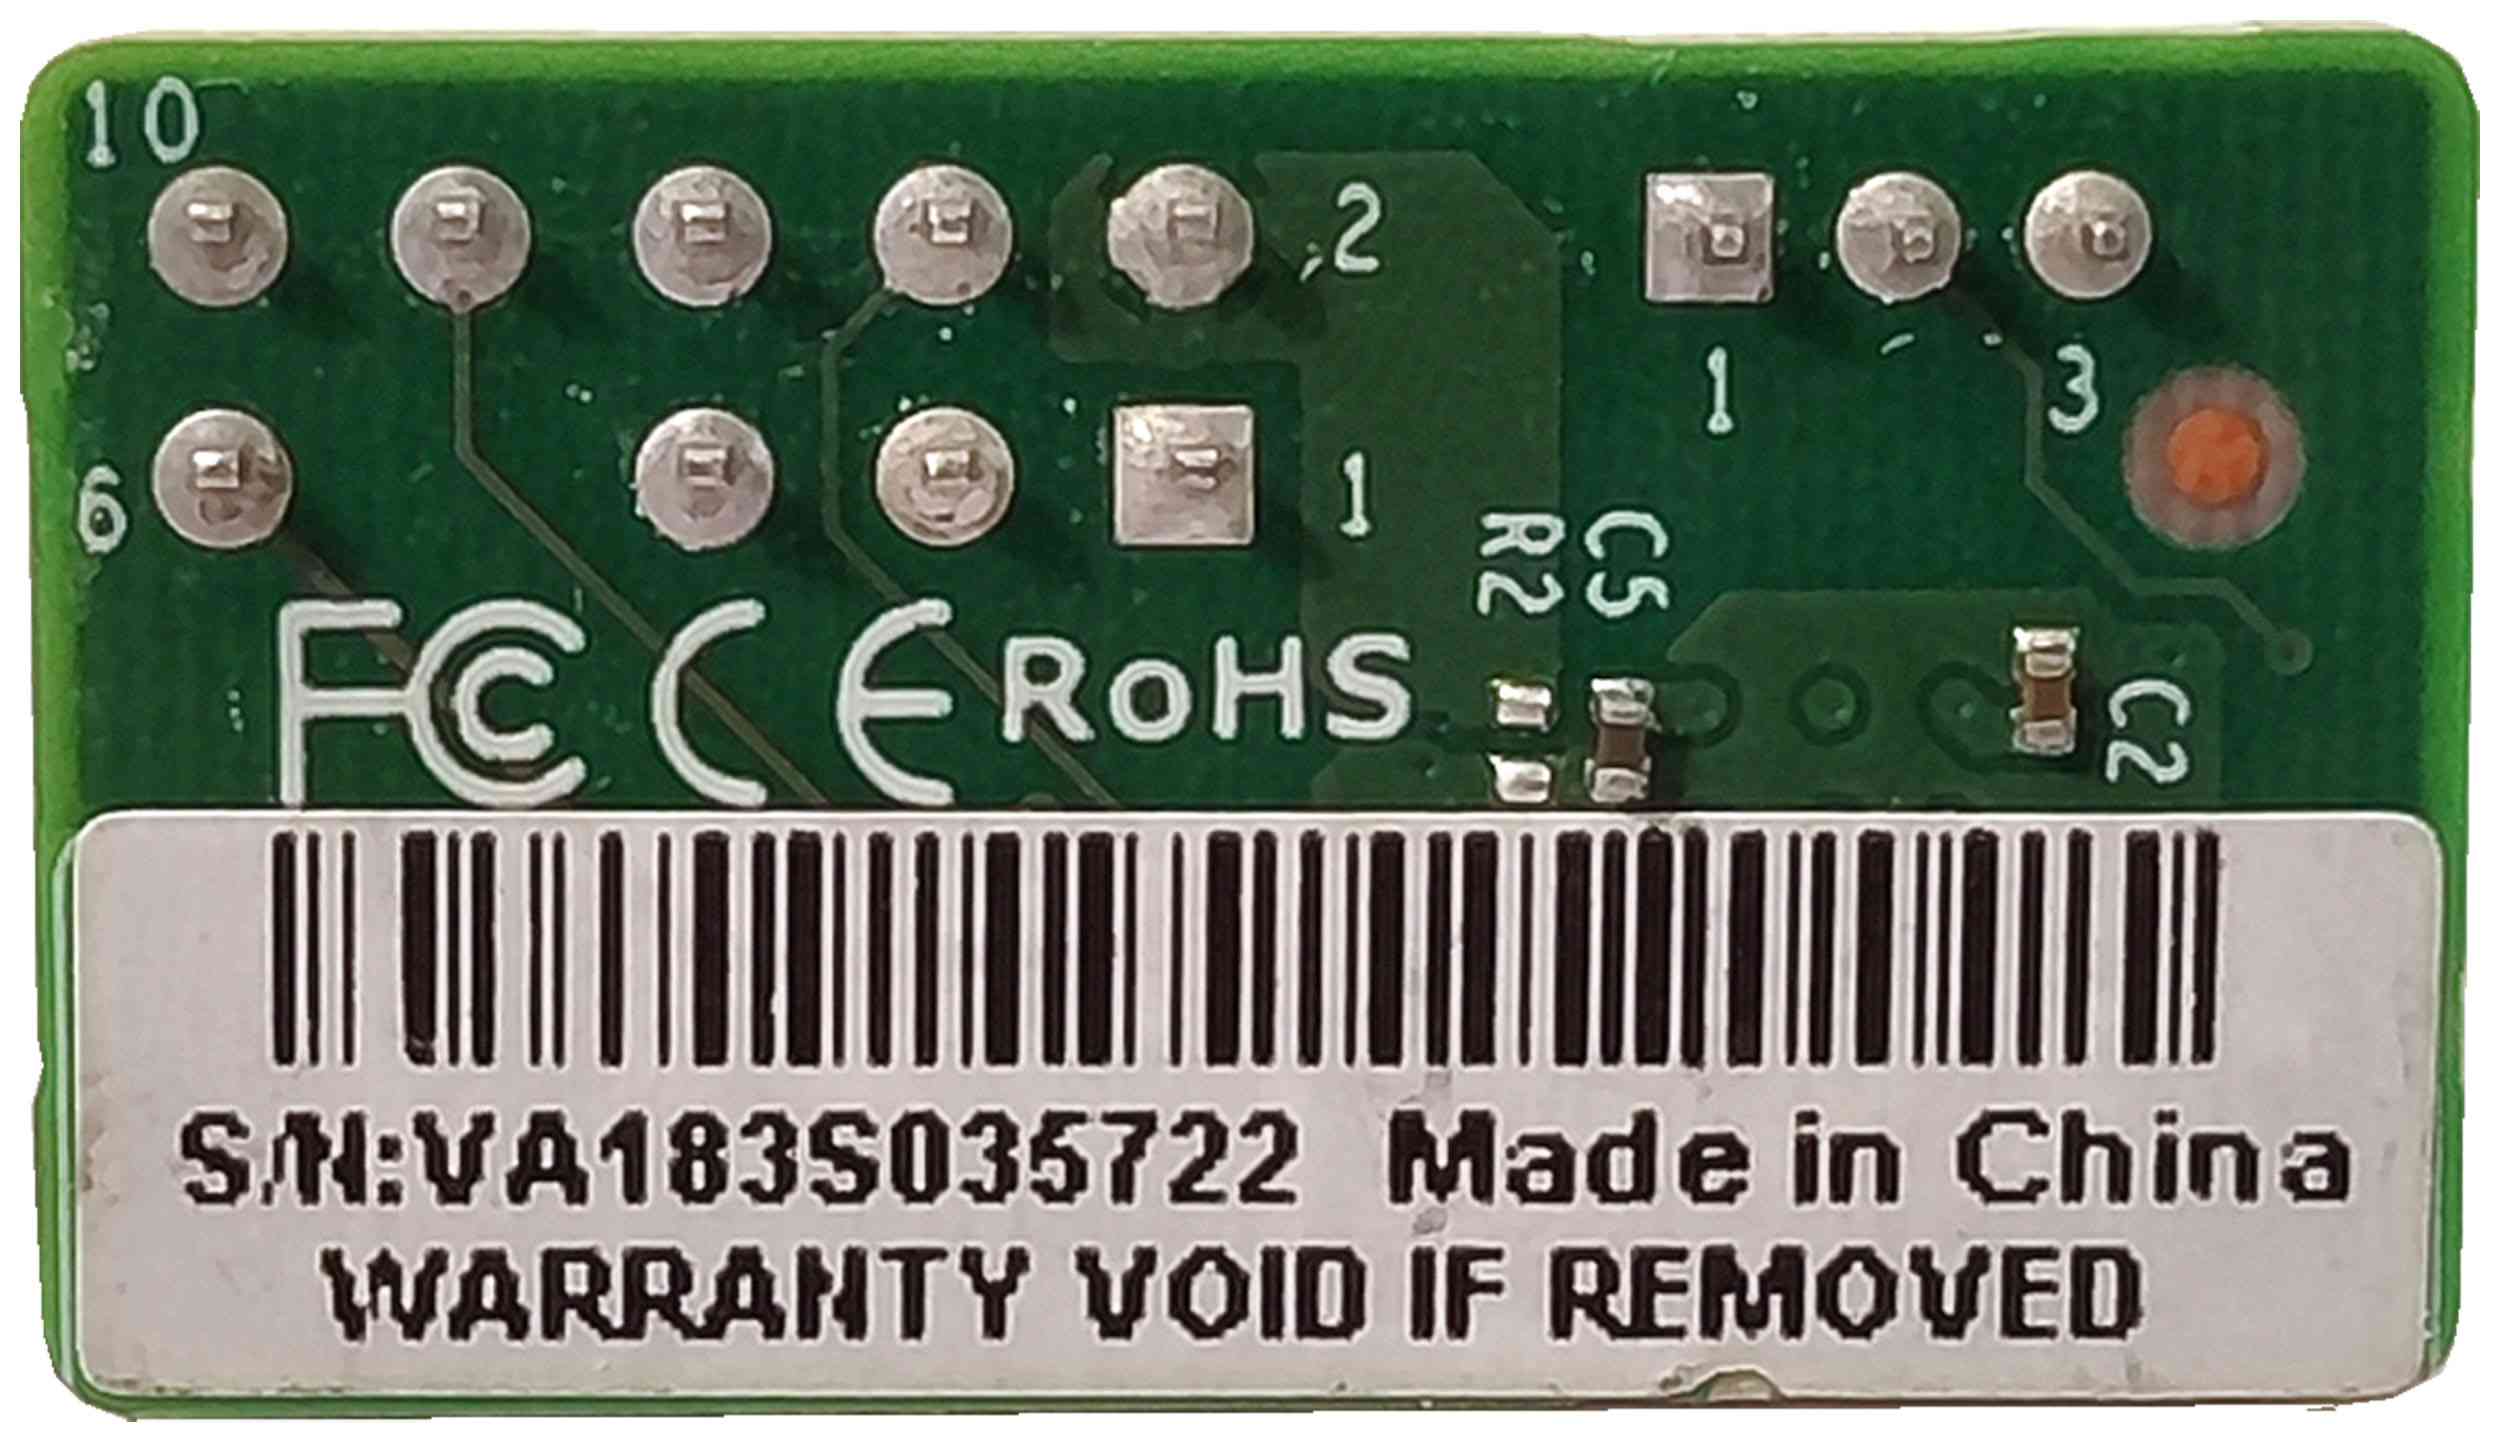 10
2
1
3
6
1
R2
C5
FC CE RoHS
C2
S/N:VA183S035722 Made in China
WARRANTY VOID IF REMOVED